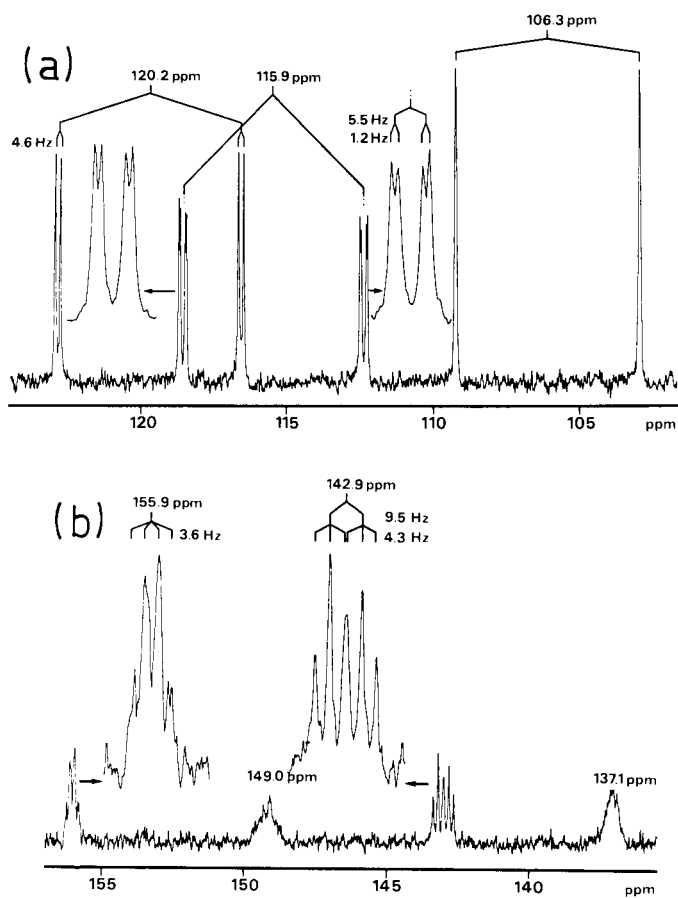 (a)
106.3 ppm
120.2 ppm
115.9 ppm
5.5 Hz
4.6 Hz
1.2 Hz
120
115
110
105
ppm
(b)
155.9 ppm
142.9 ppm
3.6 Hz
9.5 Hz
4.3 Hz
149.0 ppm
137.1 ppm
155
150
145
140
ppm